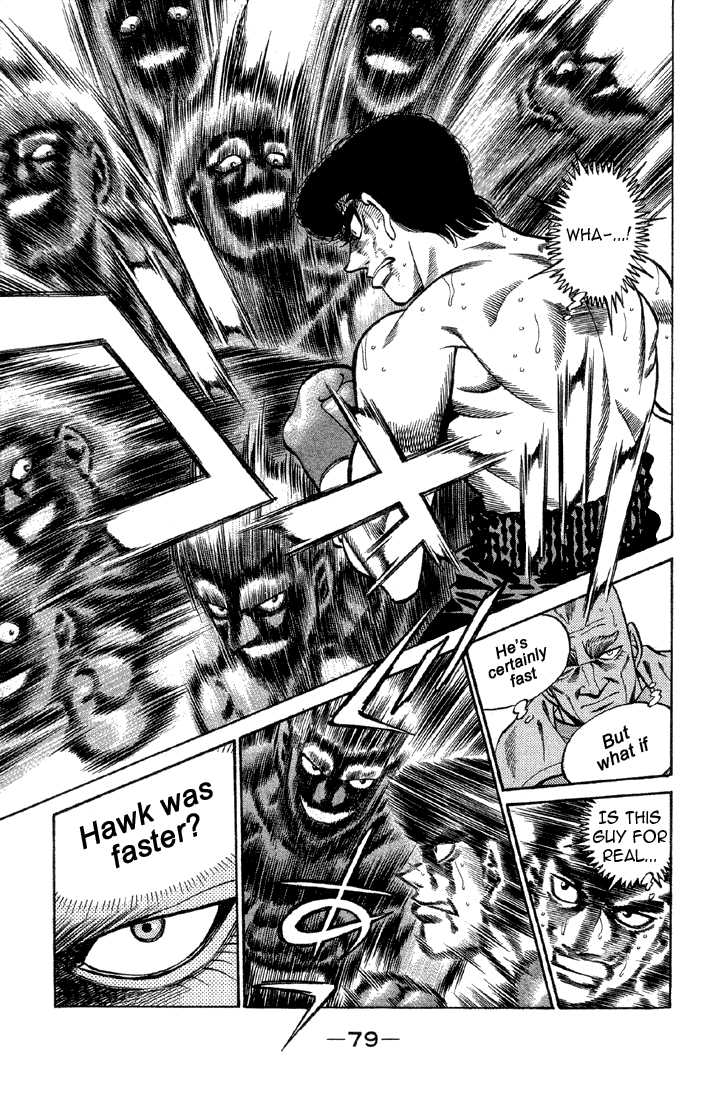 WHA-...!
He's
certainly
fast
But
what if
IS THIS
GUY FOR
REAL...
Hawk was
faster?
—79—